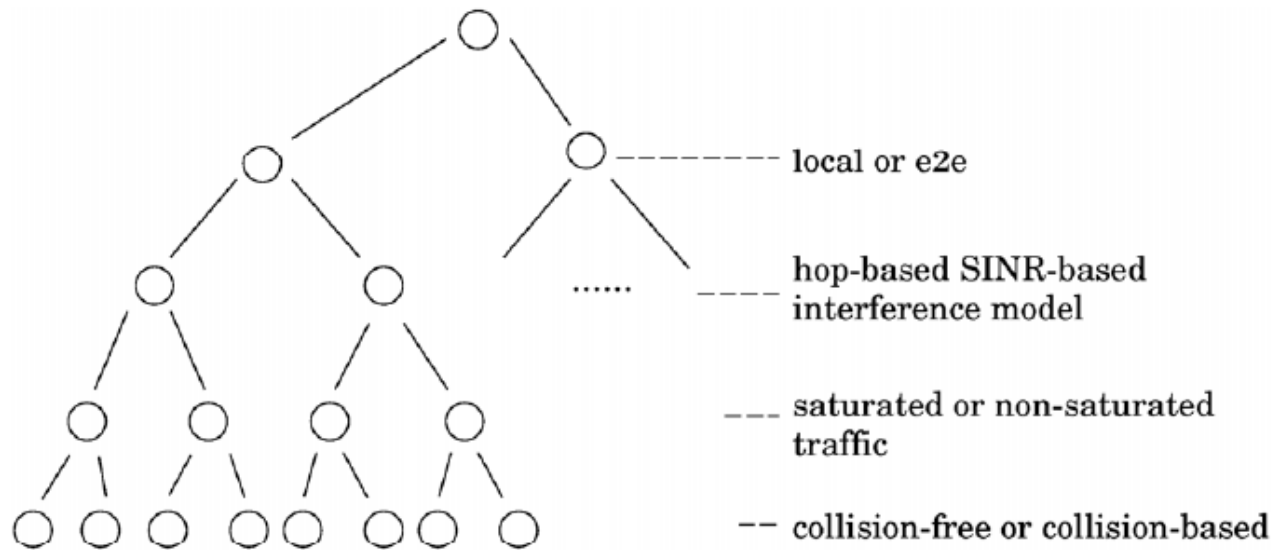 local or e2e
hop-based SINR-based
interference model
......
saturated or non-saturated
traffic
collision-free or collision-based